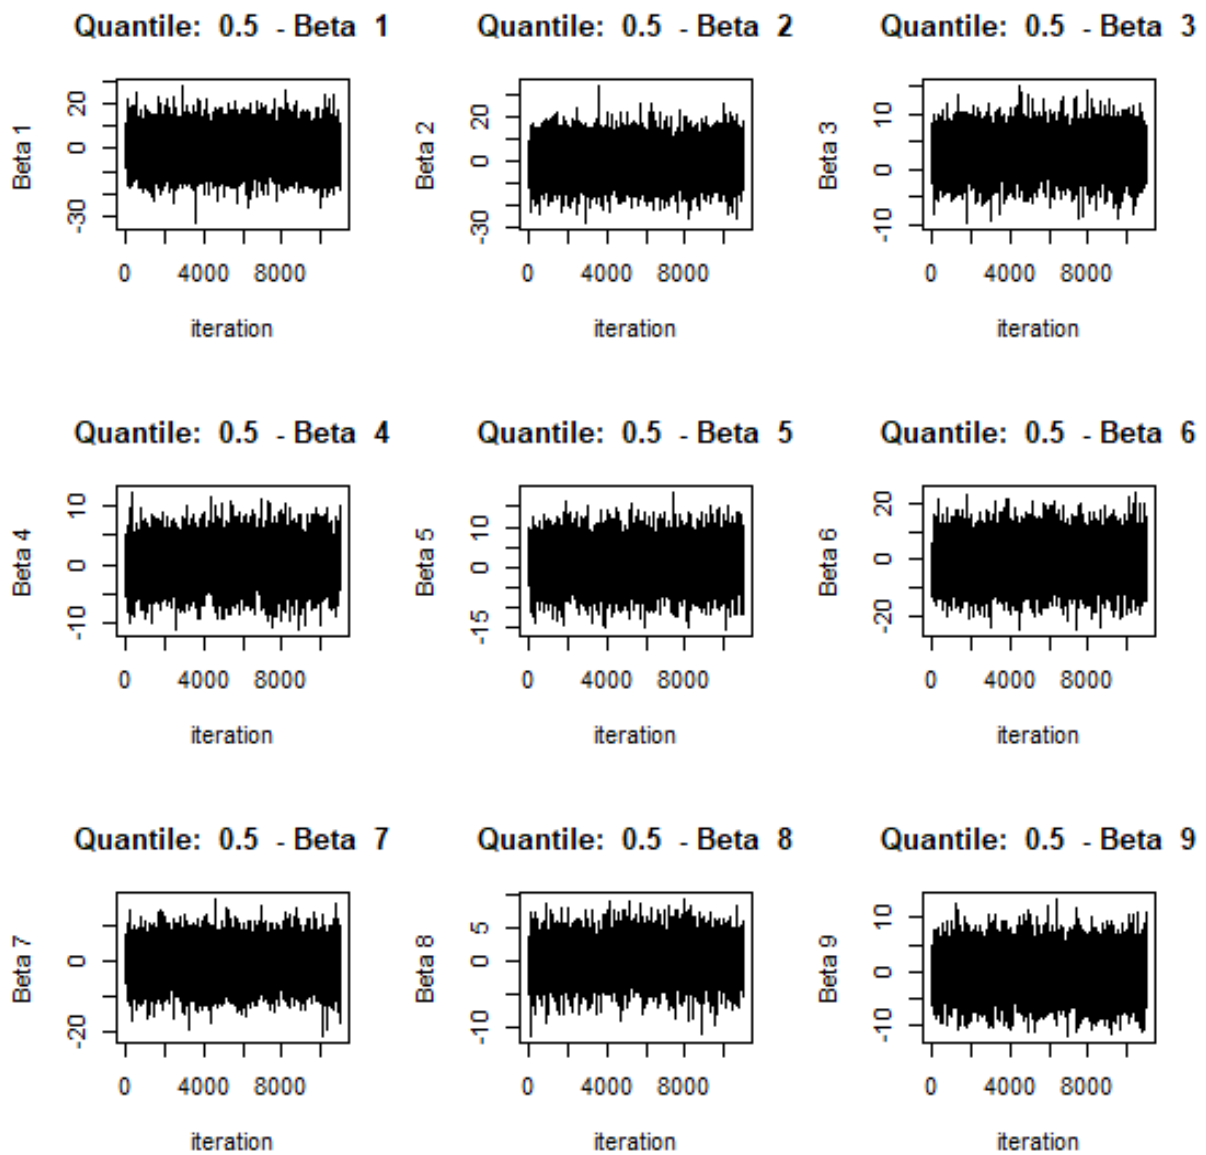 Quantile: 0.5 - Beta 1
Beta 1
20
0
-30
0 4000 8000
iteration
Quantile: 0.5 - Beta 2
Beta 2
20
0
-30
0 4000 8000
iteration
Quantile: 0.5 - Beta 3
Beta 3
10
0
-10
0 4000 8000
iteration
Quantile: 0.5 - Beta 4
Beta 4
10
0
-10
0 4000 8000
iteration
Quantile: 0.5 - Beta 5
Beta 5
10
0
-15
0 4000 8000
iteration
Quantile: 0.5 - Beta 6
Beta 6
20
0
-20
0 4000 8000
iteration
Quantile: 0.5 - Beta 7
Beta 7
0
-20
0 4000 8000
iteration
Quantile: 0.5 - Beta 8
Beta 8
5
0
-10
0 4000 8000
iteration
Quantile: 0.5 - Beta 9
Beta 9
10
0
-10
0 4000 8000
iteration